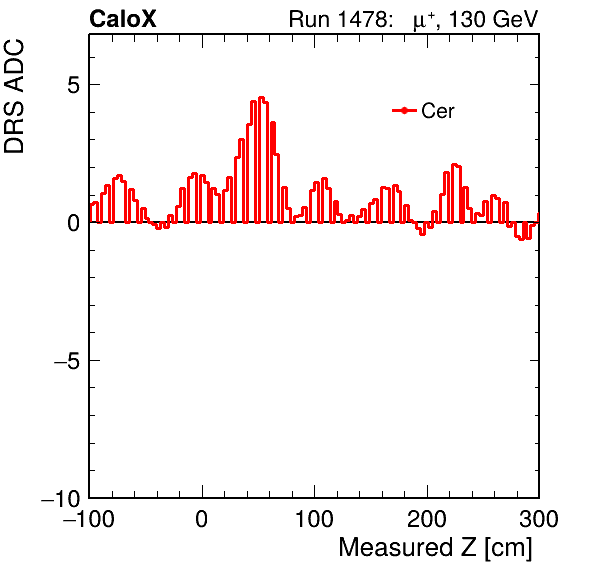 CaloX Run 1478: μ⁺, 130 GeV
DRS ADC
Cer
5
0
−5
−10
−100 0 100 200 300
Measured Z [cm]